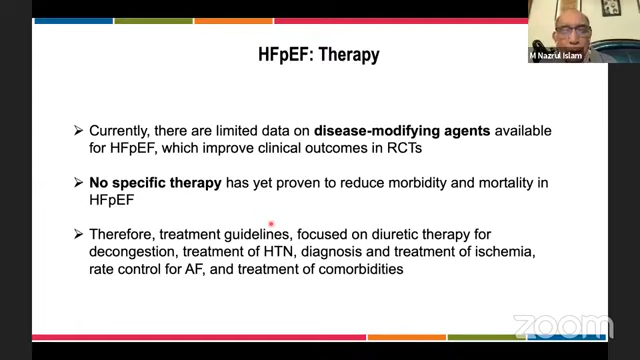 HFpEF: Therapy
M Nazrul Islam
➢ Currently, there are limited data on disease-modifying agents available
for HFpEF, which improve clinical outcomes in RCTs
➢ No specific therapy has yet proven to reduce morbidity and mortality in
HFpEF
➢ Therefore, treatment guidelines, focused on diuretic therapy for
decongestion, treatment of HTN, diagnosis and treatment of ischemia,
rate control for AF, and treatment of comorbidities
zoom